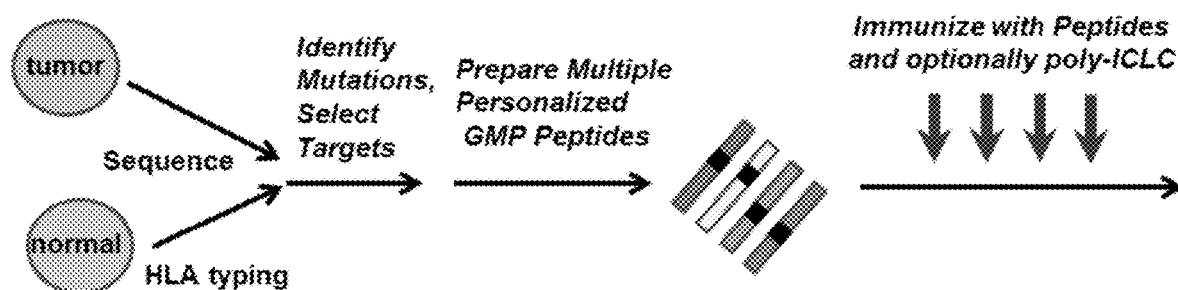 tumor
normal
Sequence
HLA typing
Identify
Mutations,
Select
Targets
Prepare Multiple
Personalized
GMP Peptides
Immunize with Peptides
and optionally poly-ICLC